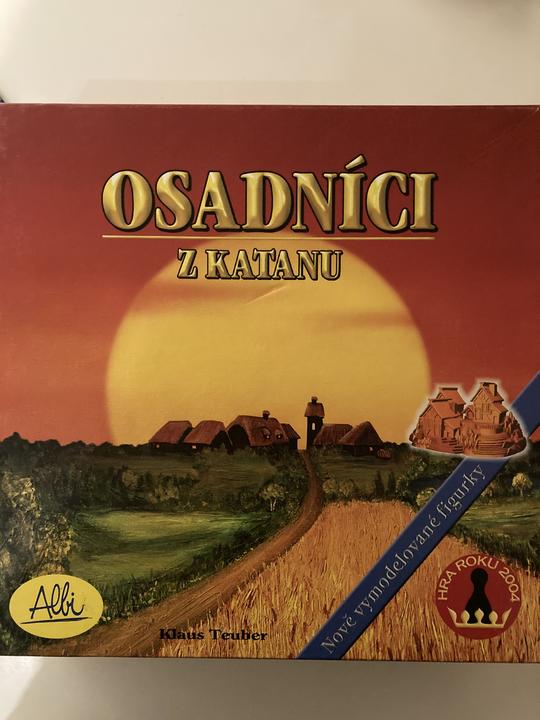 OSADNÍCI
Z KATANU
Nově vymodelované figurky
HRA ROKU 2004
Albi
Klaus Teuber